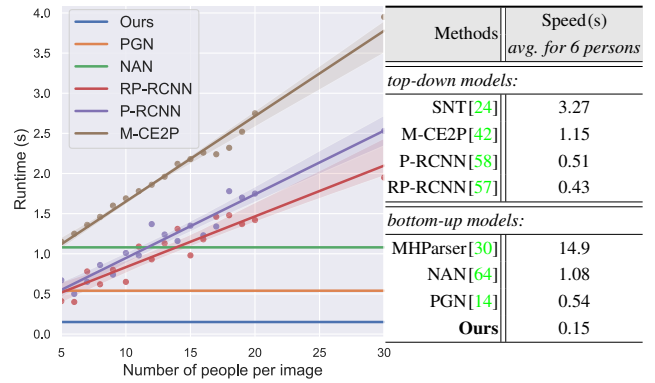 4.0
3.5
3.0
2.5
2.0
1.5
1.0
0.5
0.0
Runtime (s)
Ours
PGN
NAN
RP-RCNN
P-RCNN
M-CE2P
5 10 15 20 25 30
Number of people per image
Methods Speed(s)
avg. for 6 persons
top-down models:
SNT[24] 3.27
M-CE2P[42] 1.15
P-RCNN[58] 0.51
RP-RCNN[57] 0.43
bottom-up models:
MHParser[30] 14.9
NAN[64] 1.08
PGN[14] 0.54
Ours 0.15